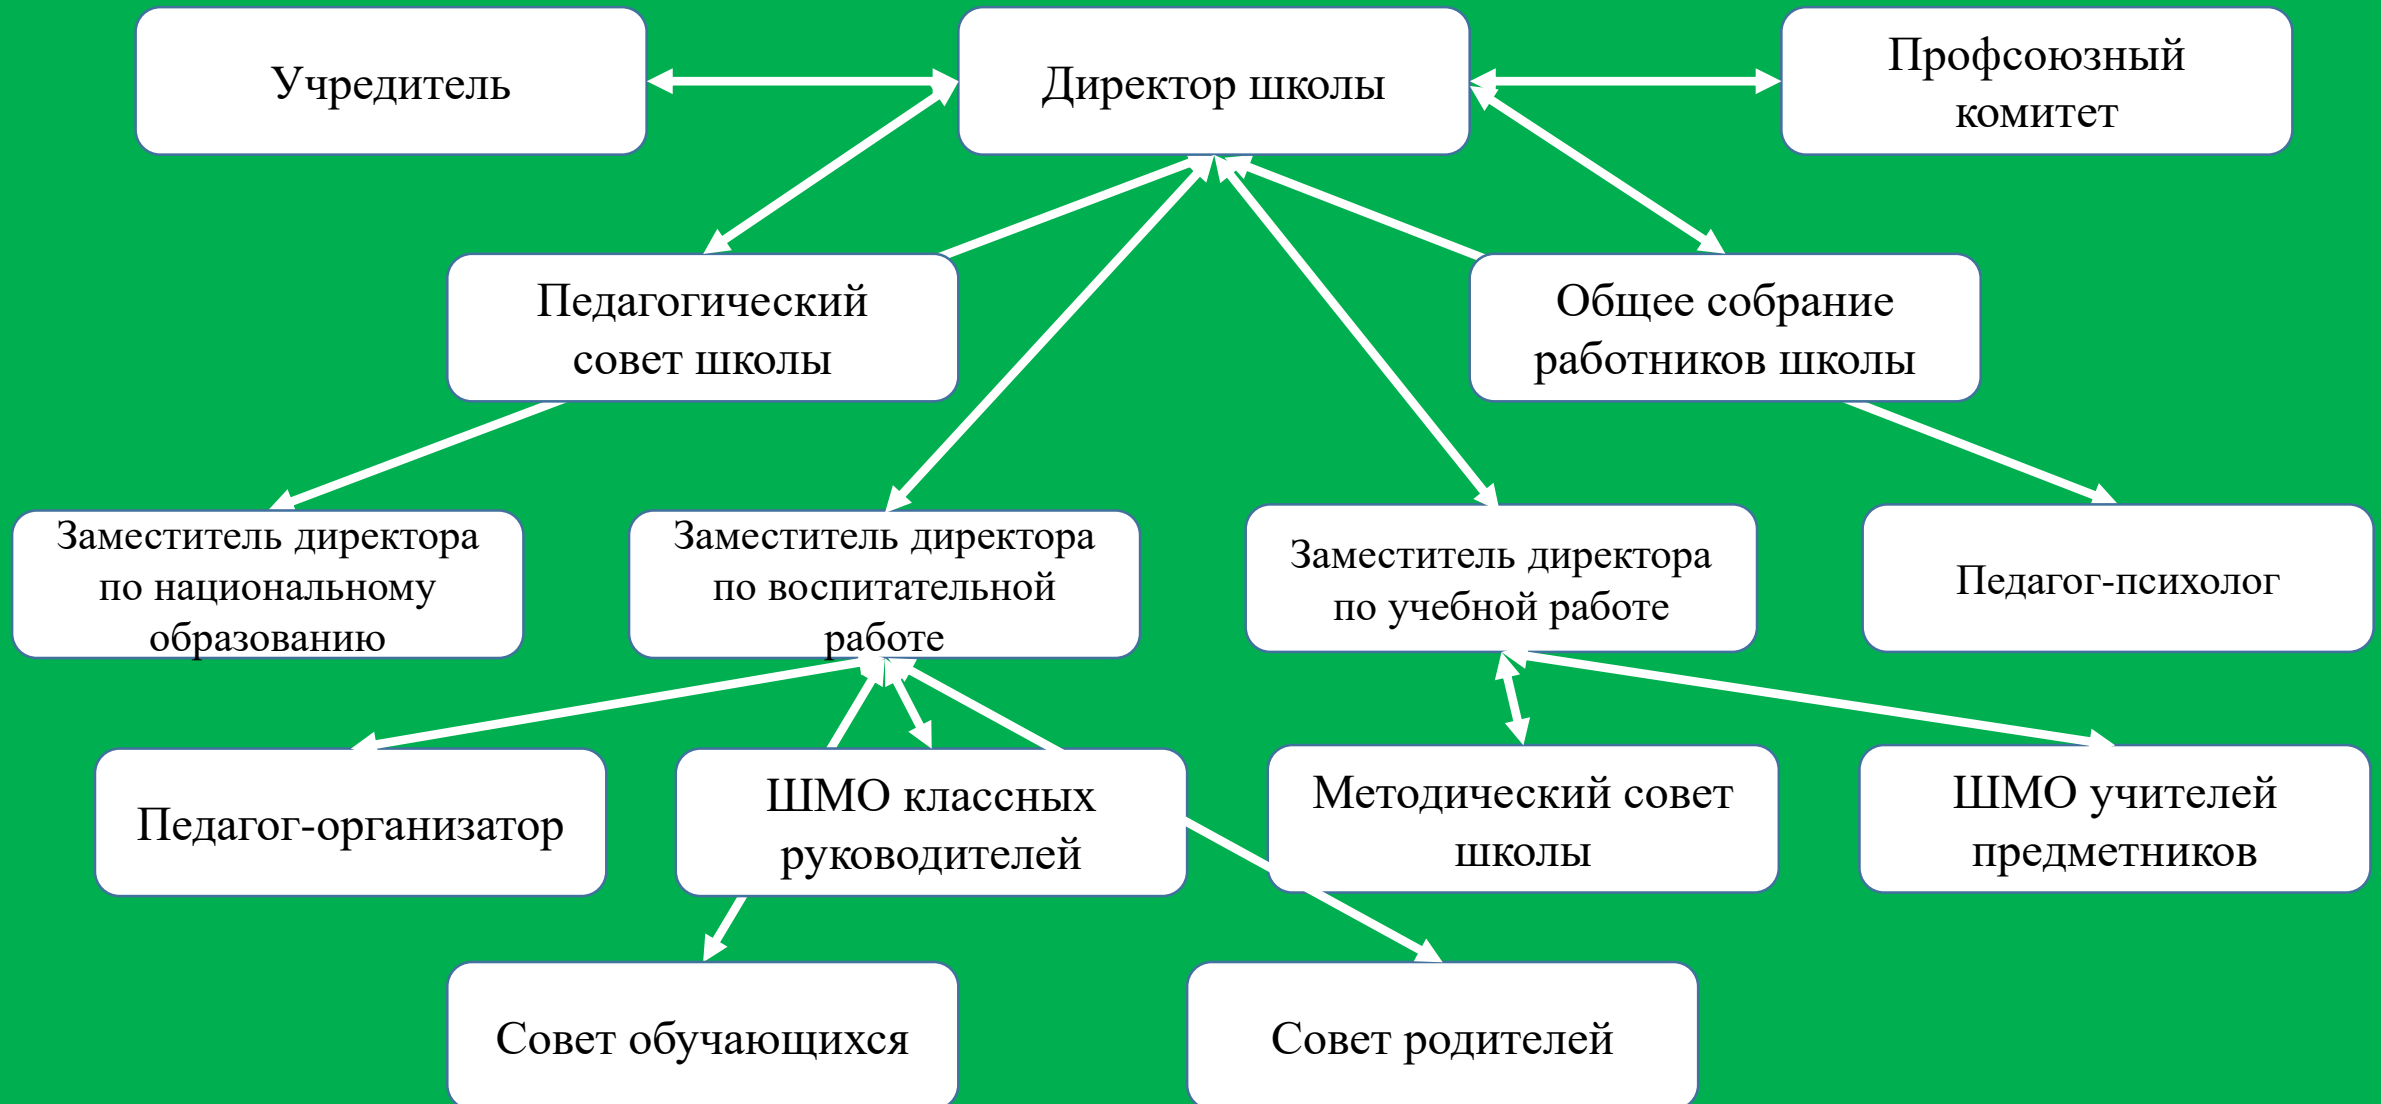 Учредитель
Директор школы
Профсоюзный
комитет
Педагогический
совет школы
Общее собрание
работников школы
Заместитель директора
по национальному
образованию
Заместитель директора
по воспитательной
работе
Заместитель директора
по учебной работе
Педагог-психолог
Педагог-организатор
ШМО классных
руководителей
Методический совет
школы
ШМО учителей
предметников
Совет обучающихся
Совет родителей